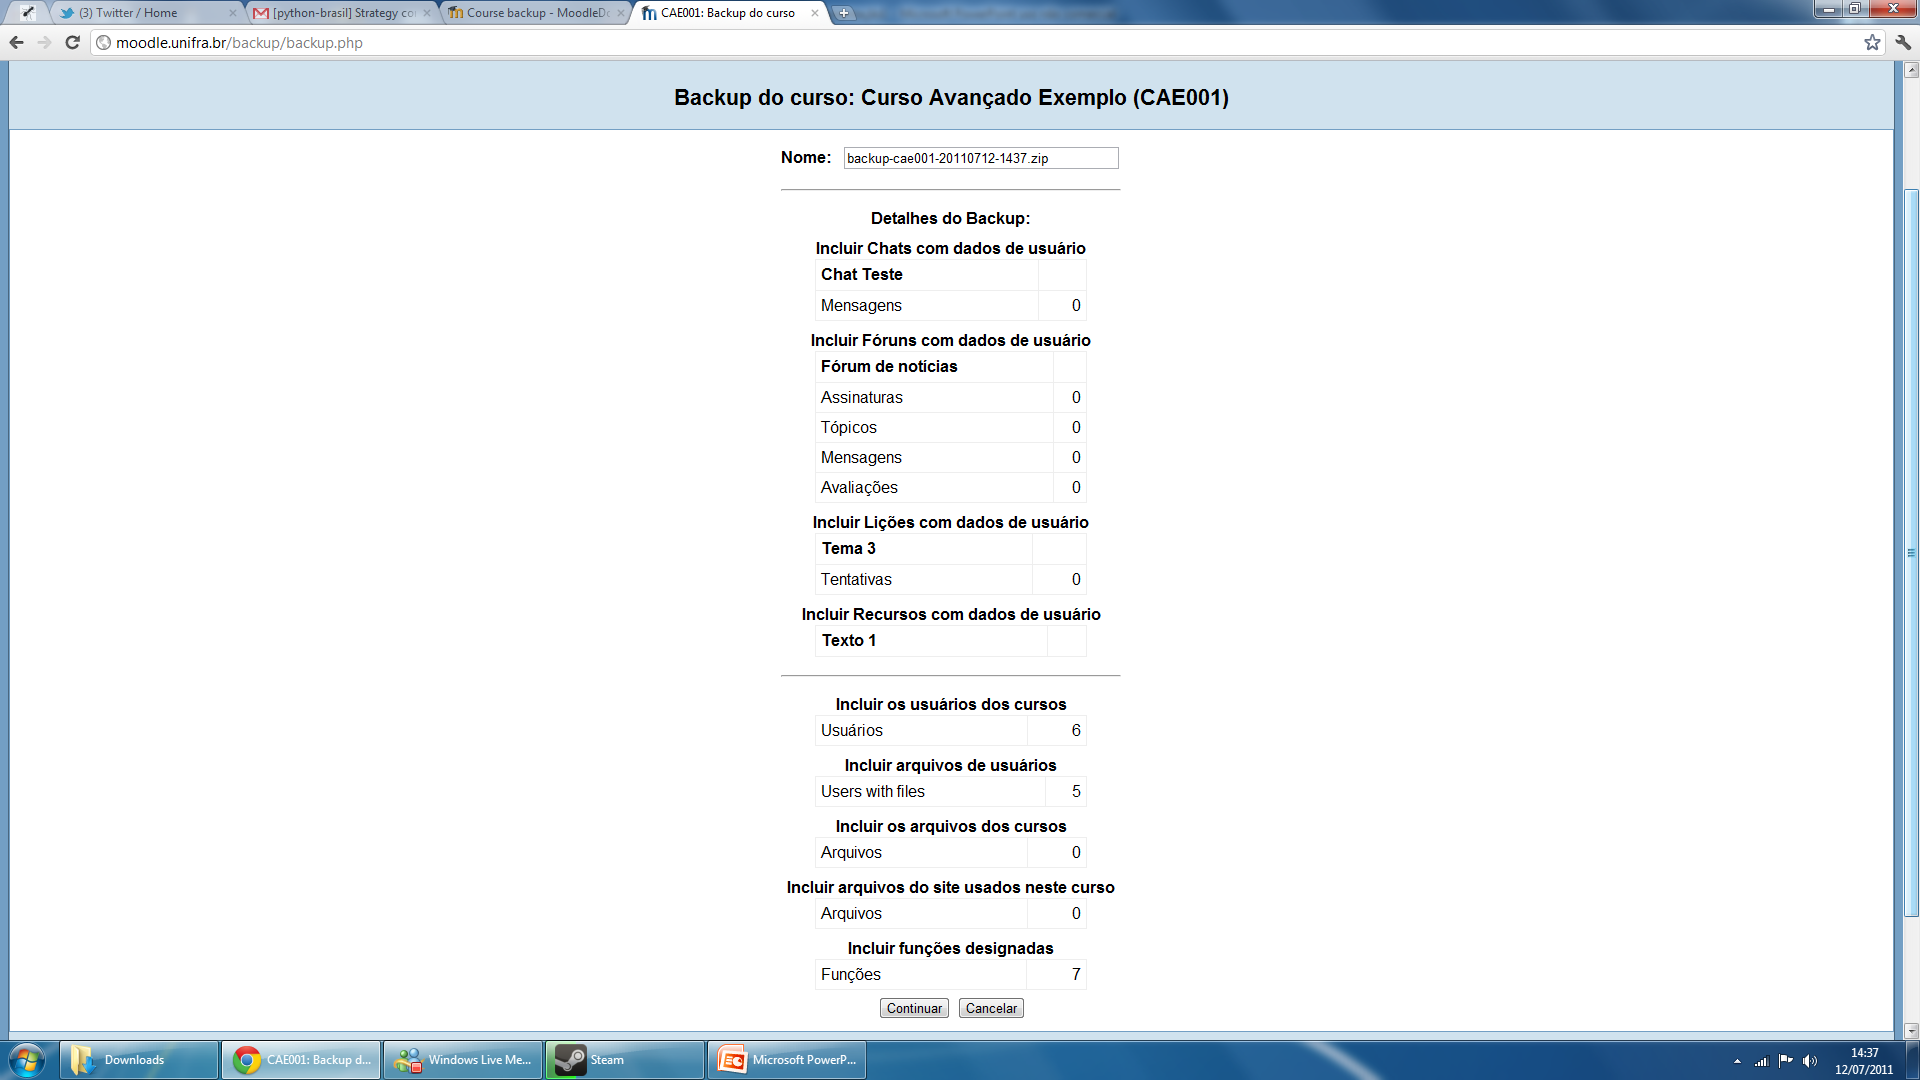 (3) Twitter / Home
[python-brasil] Strategy co
Course backup - MoodleDo
CAE001: Backup do curso
moodle.unifra.br/backup/backup.php
Backup do curso: Curso Avançado Exemplo (CAE001)
Nome: backup-cae001-20110712-1437.zip
Detalhes do Backup:
Incluir Chats com dados de usuário
Chat Teste
Mensagens 0
Incluir Fóruns com dados de usuário
Fórum de notícias
Assinaturas 0
Tópicos 0
Mensagens 0
Avaliações 0
Incluir Lições com dados de usuário
Tema 3
Tentativas 0
Incluir Recursos com dados de usuário
Texto 1
Incluir os usuários dos cursos
Usuários 6
Incluir arquivos de usuários
Users with files 5
Incluir os arquivos dos cursos
Arquivos 0
Incluir arquivos do site usados neste curso
Arquivos 0
Incluir funções designadas
Funções 7
Continuar Cancelar
Downloads
CAE001: Backup d...
Windows Live Me...
Steam
Microsoft PowerP...
14:37
12/07/2011